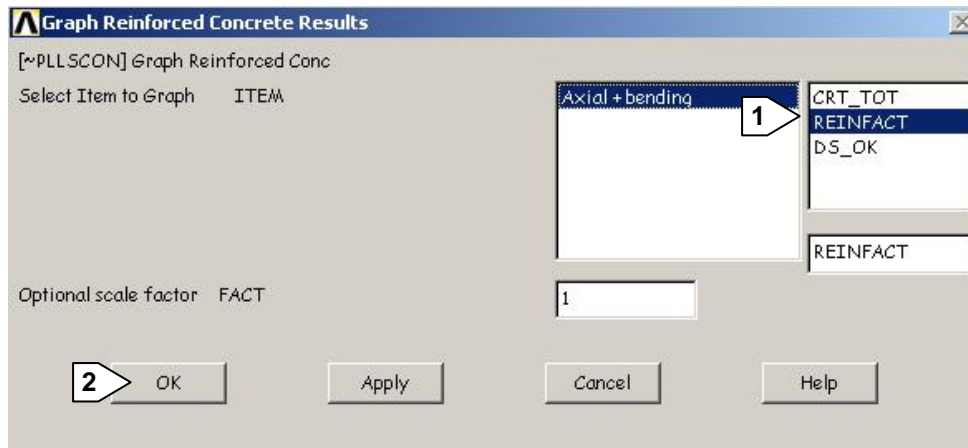 Graph Reinforced Concrete Results
[~PLLSCON] Graph Reinforced Conc
Select Item to Graph ITEM
Axial+bending
1
CRT_TOT
REINFACT
DS_OK
REINFACT
Optional scale factor FACT
1
2
OK
Apply
Cancel
Help